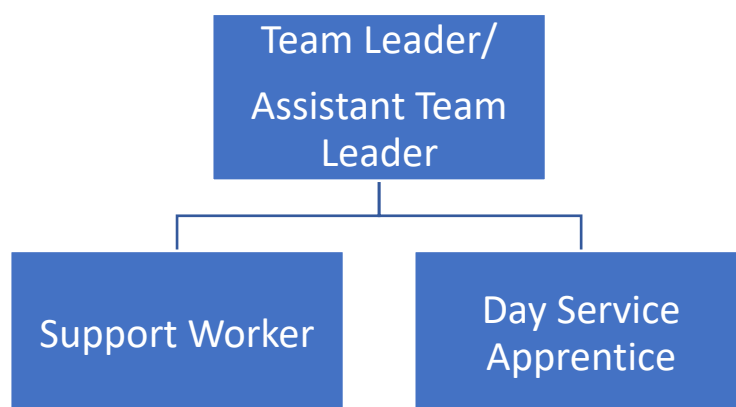 Team Leader/
Assistant Team
Leader
Support Worker
Day Service
Apprentice